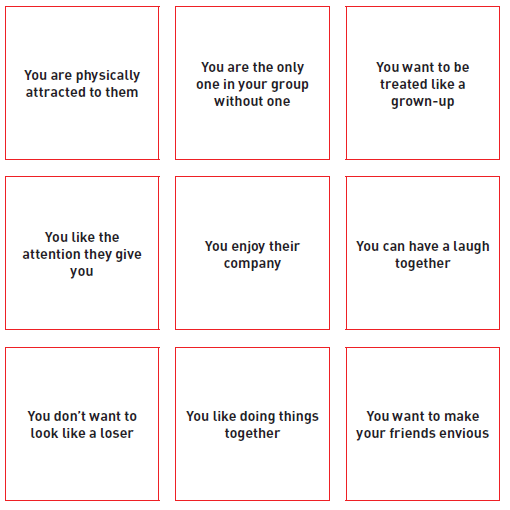 You are physically
attracted to them
You are the only
one in your group
without one
You want to be
treated like a
grown-up
You like the
attention they give
you
You enjoy their
company
You can have a laugh
together
You don’t want to
look like a loser
You like doing things
together
You want to make
your friends envious